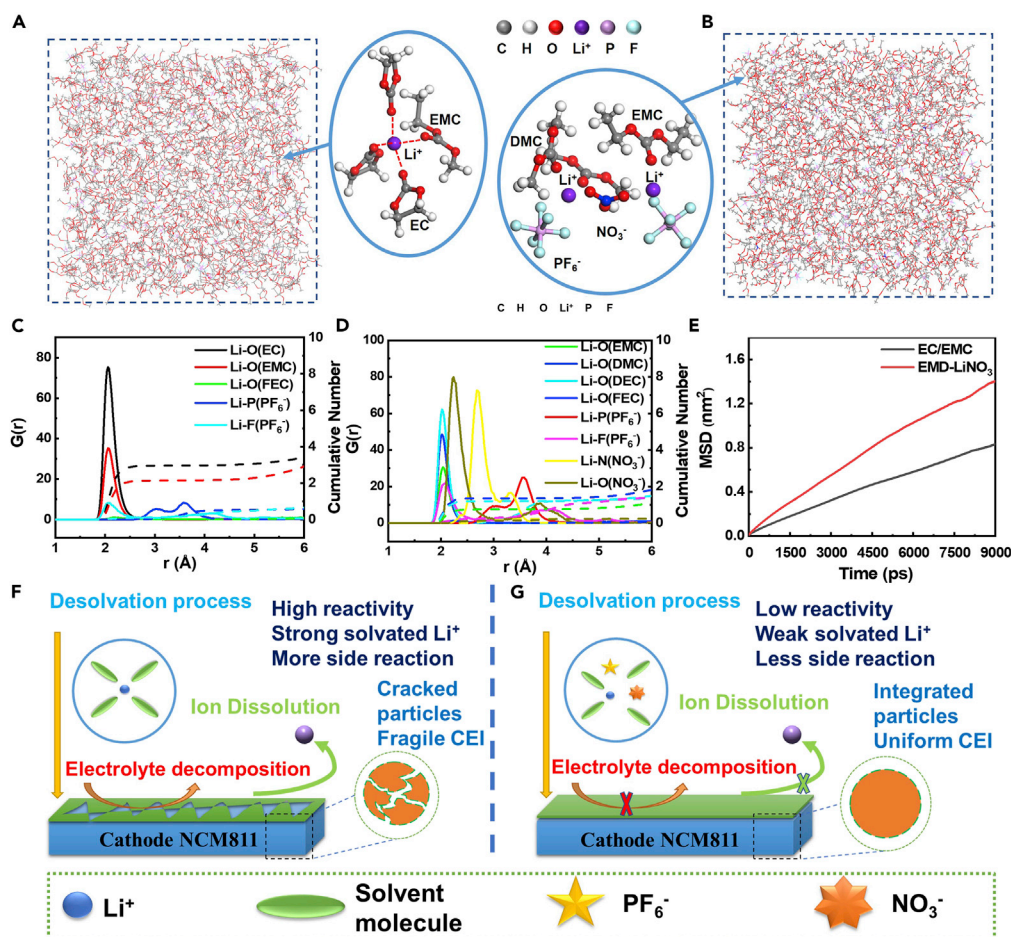 A
B
C H O Li⁺ P F
EMC
Li⁺
EC
DMC
EMC
Li⁺
Li⁺
NO₃⁻
PF₆⁻
C H O Li⁺ P F
C
G(r)
80
60
40
20
0
Li-O(EC)
Li-O(EMC)
Li-O(FEC)
Li-P(PF₆⁻)
Li-F(PF₆⁻)
10
8
6
4
2
0
Cumulative Number
1 2 3 4 5 6
r (Å)
D
G(r)
100
80
60
40
20
0
Li-O(EMC)
Li-O(DMC)
Li-O(DEC)
Li-O(FEC)
Li-P(PF₆⁻)
Li-F(PF₆⁻)
Li-N(NO₃⁻)
Li-O(NO₃⁻)
10
8
6
4
2
0
Cumulative Number
1 2 3 4 5 6
r (Å)
E
MSD (nm²)
1.6
1.2
0.8
0.4
0.0
EC/EMC
EMD-LiNO₃
0 1500 3000 4500 6000 7500 9000
Time (ps)
F
Desolvation process
High reactivity
Strong solvated Li⁺
More side reaction
Ion Dissolution
Cracked
particles
Fragile CEI
Electrolyte decomposition
Cathode NCM811
G
Desolvation process
Low reactivity
Weak solvated Li⁺
Less side reaction
Ion Dissolution
Integrated
particles
Uniform CEI
Electrolyte decomposition
Cathode NCM811
Li⁺
Solvent
molecule
PF₆⁻
NO₃⁻